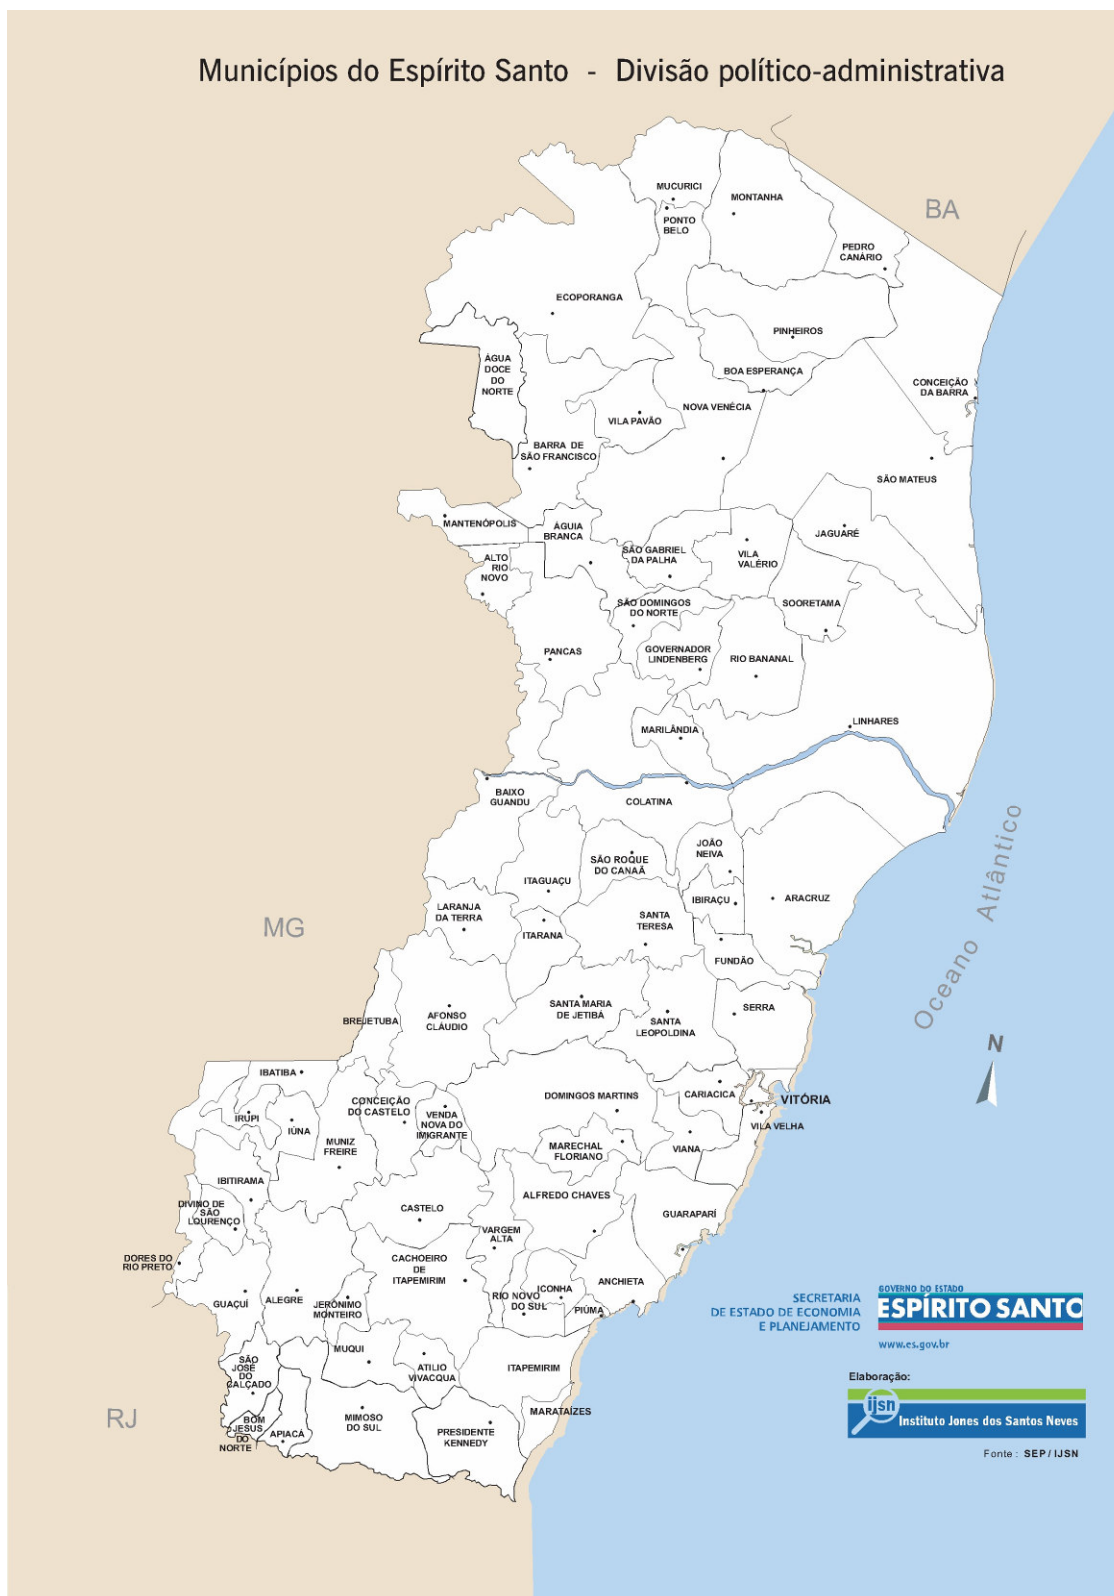 Municípios do Espírito Santo - Divisão político-administrativa
MUCURICI
MONTANHA
PONTO
BELO
BA
PEDRO
CANÁRIO
ECOPORANGA
PINHEIROS
ÁGUA
DOCE
DO
NORTE
BOA ESPERANÇA
CONCEIÇÃO
DA BARRA
NOVA VENÉCIA
VILA PAVÃO
BARRA DE
SÃO FRANCISCO
SÃO MATEUS
MANTENÓPOLIS
ÁGUIA
BRANCA
JAGUARÉ
SÃO GABRIEL
DA PALHA
VILA
VALÉRIO
ALTO
RIO
NOVO
SÃO DOMINGOS
DO NORTE
SOORETAMA
PANCAS
GOVERNADOR
LINDENBERG
RIO BANANAL
LINHARES
MARILÂNDIA
BAIXO
GUANDU
COLATINA
Oceano Atlântico
JOÃO
NEIVA
SÃO ROQUE
DO CANAÃ
ITAGUAÇU
IBIRAÇU
ARACRUZ
LARANJA
DA TERRA
SANTA
TERESA
MG
ITARANA
FUNDÃO
SANTA MARIA
DE JETIBÁ
SERRA
BREJETUBA
AFONSO
CLÁUDIO
SANTA
LEOPOLDINA
N
IBATIBA
CARIACICA
VITÓRIA
DOMINGOS MARTINS
CONCEIÇÃO
DO CASTELO
VENDA
NOVA DO
IMIGRANTE
IRUPI
IÚNA
VILA VELHA
MUNIZ
FREIRE
MARECHAL
FLORIANO
VIANA
IBITIRAMA
ALFREDO CHAVES
DIVINO DE
SÃO
LOURENÇO
CASTELO
GUARAPARÍ
VARGEM
ALTA
DORES DO
RIO PRETO
CACHOEIRO
DE
ITAPEMIRIM
ANCHIETA
ICONHA
RIO NOVO
DO SUL
GUAÇUÍ
ALEGRE
JERÔNIMO
MONTEIRO
PIÚMA
SECRETARIA
DE ESTADO DE ECONOMIA
E PLANEJAMENTO
GOVERNO DO ESTADO
ESPÍRITO SANTO
www.es.gov.br
MUQUI
SÃO
JOSÉ
DO
CALÇADO
ATILIO
VIVACQUA
ITAPEMIRIM
Elaboração:
ijsn
Instituto Jones dos Santos Neves
RJ
BOM
JESUS
DO
NORTE
APIACÁ
MIMOSO
DO SUL
MARATAÍZES
PRESIDENTE
KENNEDY
Fonte : SEP / IJSN